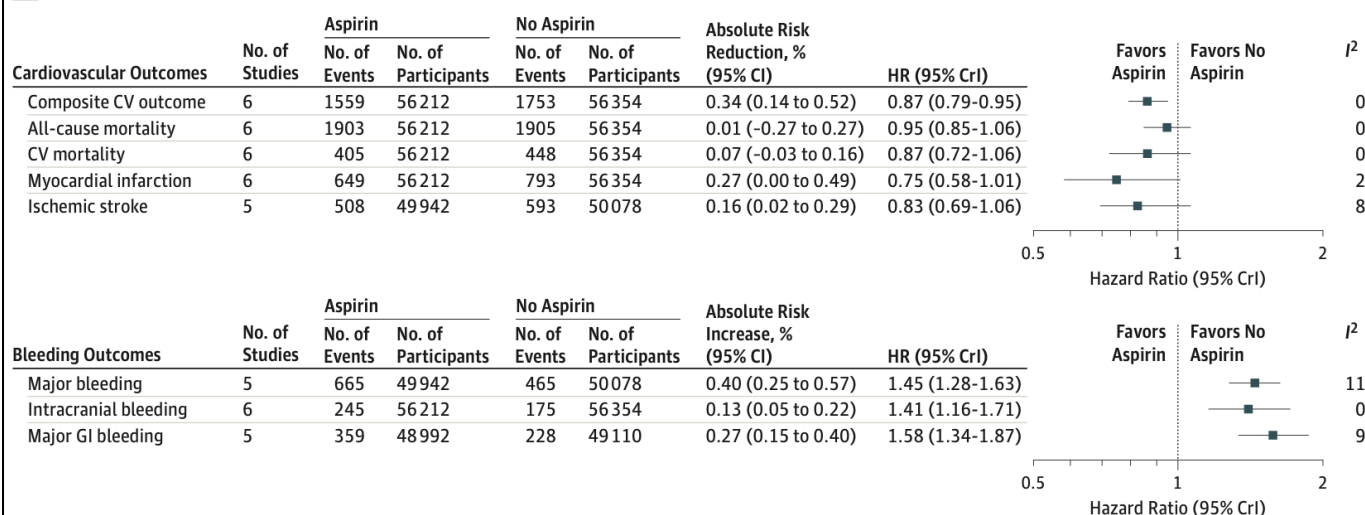 Aspirin No Aspirin Absolute Risk
No. of No. of No. of No. of No. of Reduction, % Favors Favors No I2
Cardiovascular Outcomes Studies Events Participants Events Participants (95% CI) HR (95% CrI) Aspirin Aspirin
Composite CV outcome 6 1559 56212 1753 56354 0.34 (0.14 to 0.52) 0.87 (0.79-0.95) 0
All-cause mortality 6 1903 56212 1905 56354 0.01 (-0.27 to 0.27) 0.95 (0.85-1.06) 0
CV mortality 6 405 56212 448 56354 0.07 (-0.03 to 0.16) 0.87 (0.72-1.06) 0
Myocardial infarction 6 649 56212 793 56354 0.27 (0.00 to 0.49) 0.75 (0.58-1.01) 2
Ischemic stroke 5 508 49942 593 50078 0.16 (0.02 to 0.29) 0.83 (0.69-1.06) 8
0.5 1 2
Hazard Ratio (95% CrI)
Aspirin No Aspirin Absolute Risk
No. of No. of No. of No. of No. of Increase, % Favors Favors No I2
Bleeding Outcomes Studies Events Participants Events Participants (95% CI) HR (95% CrI) Aspirin Aspirin
Major bleeding 5 665 49942 465 50078 0.40 (0.25 to 0.57) 1.45 (1.28-1.63) 11
Intracranial bleeding 6 245 56212 175 56354 0.13 (0.05 to 0.22) 1.41 (1.16-1.71) 0
Major GI bleeding 5 359 48992 228 49110 0.27 (0.15 to 0.40) 1.58 (1.34-1.87) 9
0.5 1 2
Hazard Ratio (95% CrI)